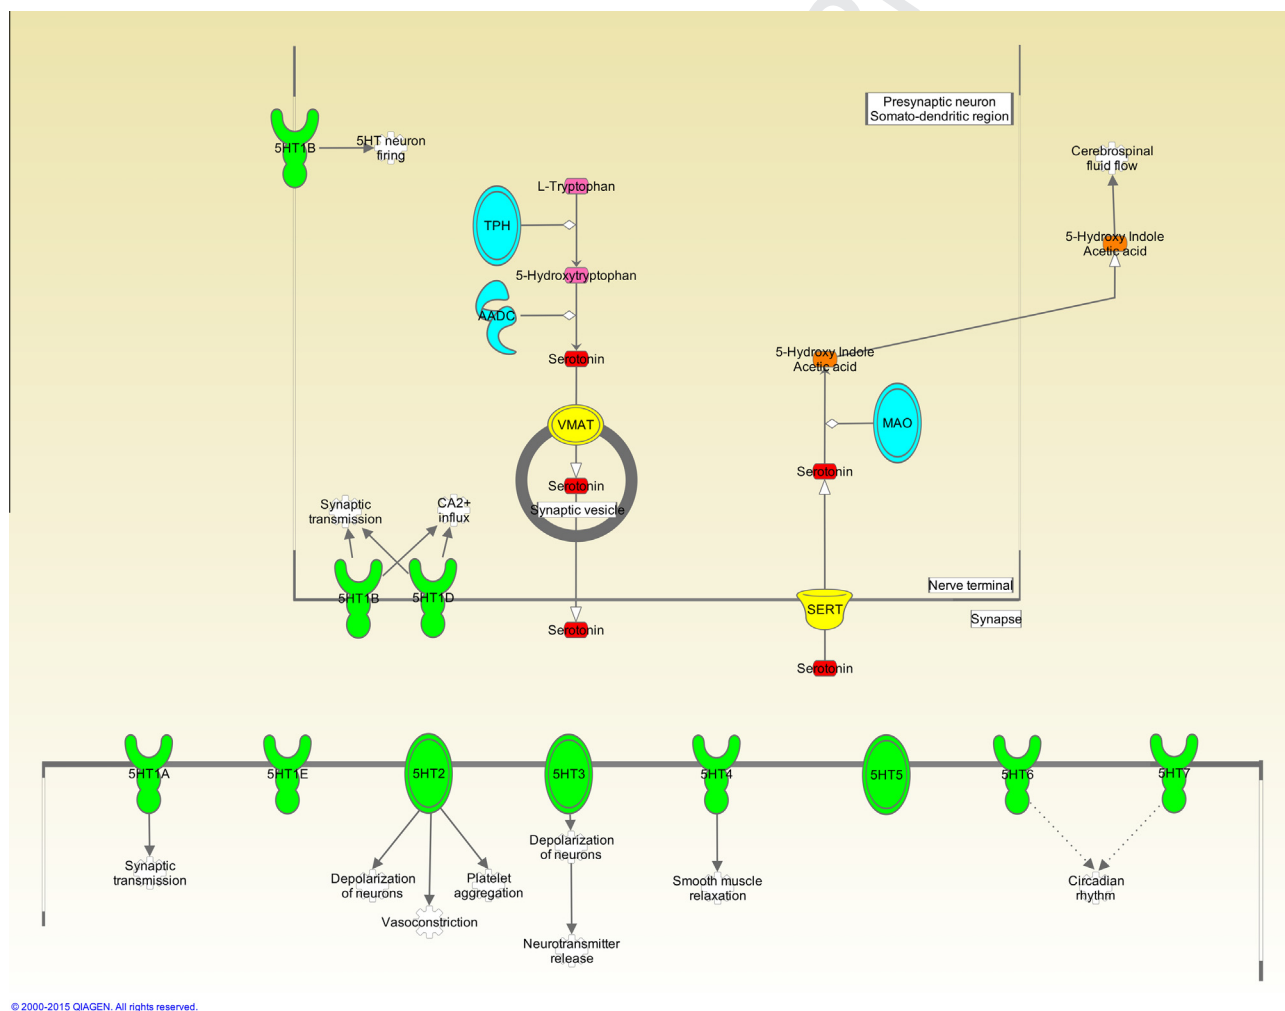 Presynaptic neuron
Somato-dendritic region
5HT1B
5HT neuron
firing
Cerebrospinal
fluid flow
L-Tryptophan
TPH
5-Hydroxy Indole
Acetic acid
5-Hydroxytryptophan
AADC
Serotonin
5-Hydroxy Indole
Acetic acid
VMAT
MAO
Serotonin
Serotonin
Synaptic vesicle
Synaptic
transmission
CA2+
influx
Nerve terminal
5HT1B
5HT1D
SERT
Synapse
Serotonin
Serotonin
5HT1A
5HT1E
5HT2
5HT3
5HT4
5HT5
5HT6
5HT7
Synaptic
transmission
Depolarization
of neurons
Vasoconstriction
Platelet
aggregation
Depolarization
of neurons
Neurotransmitter
release
Smooth muscle
relaxation
Circadian
rhythm
© 2000-2015 QIAGEN. All rights reserved.